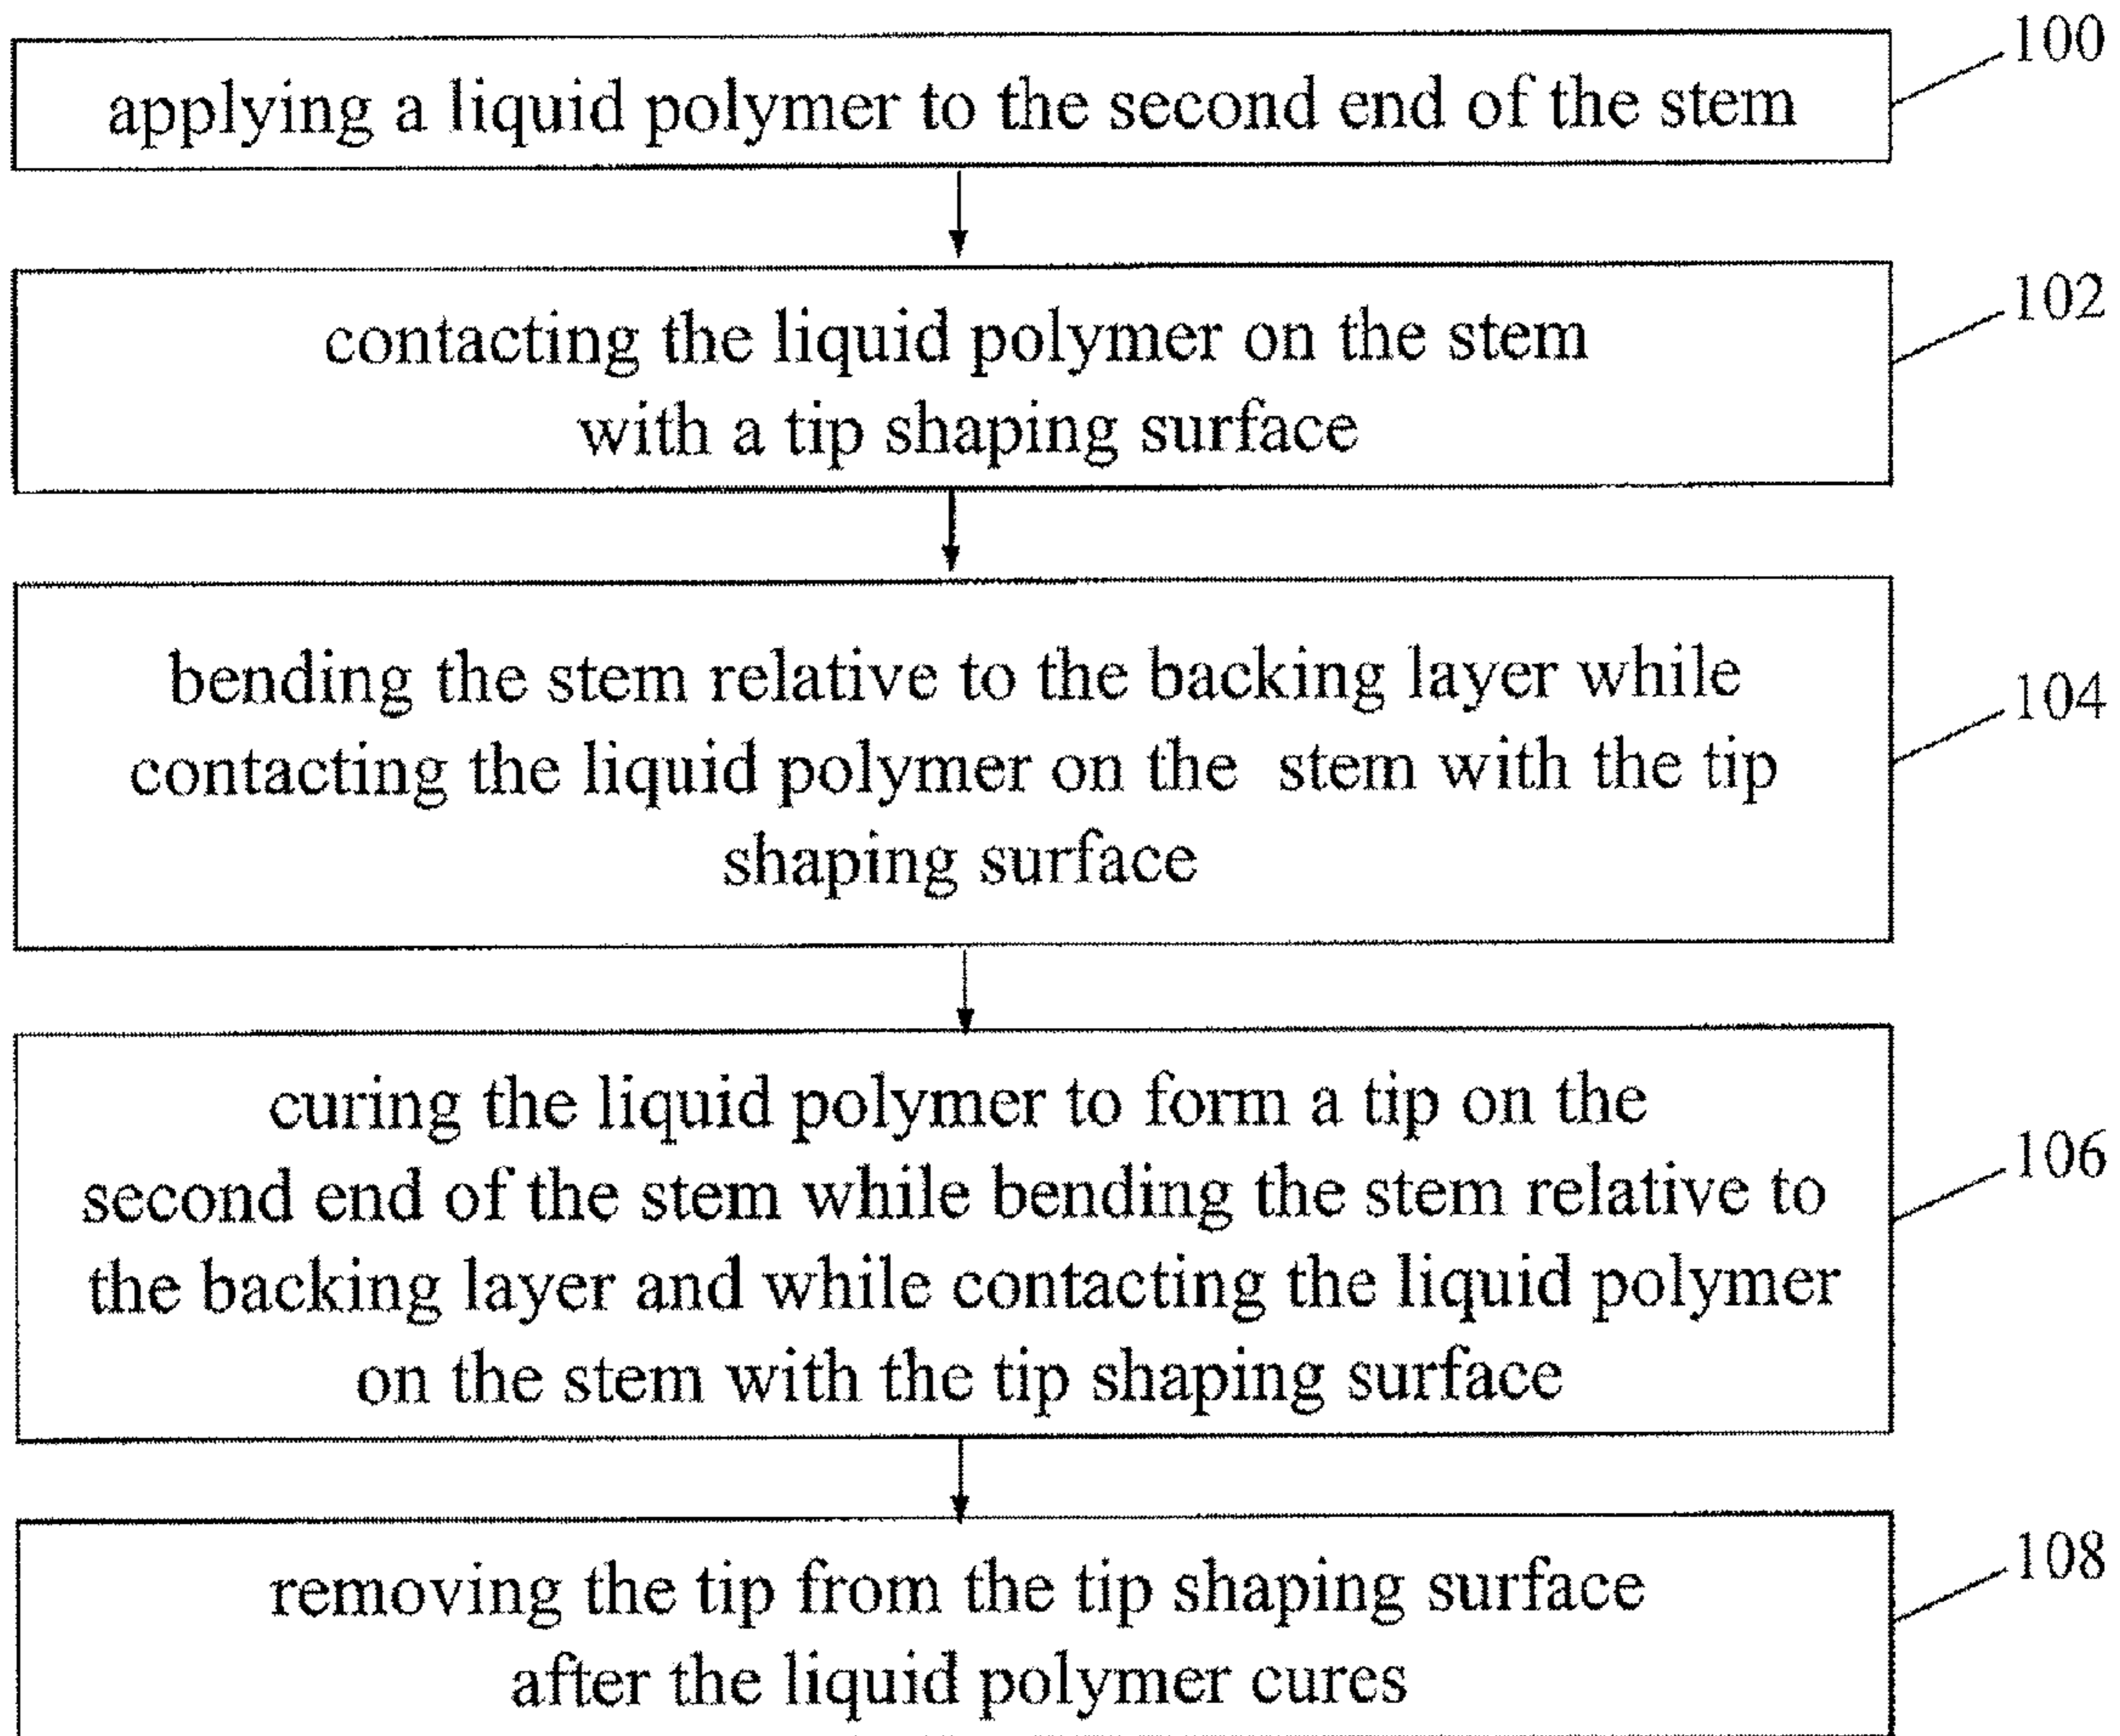 applying a liquid polymer to the second end of the stem
100
contacting the liquid polymer on the stem
with a tip shaping surface
102
bending the stem relative to the backing layer while
contacting the liquid polymer on the stem with the tip
shaping surface
104
curing the liquid polymer to form a tip on the
second end of the stem while bending the stem relative to
the backing layer and while contacting the liquid polymer
on the stem with the tip shaping surface
106
removing the tip from the tip shaping surface
after the liquid polymer cures
108